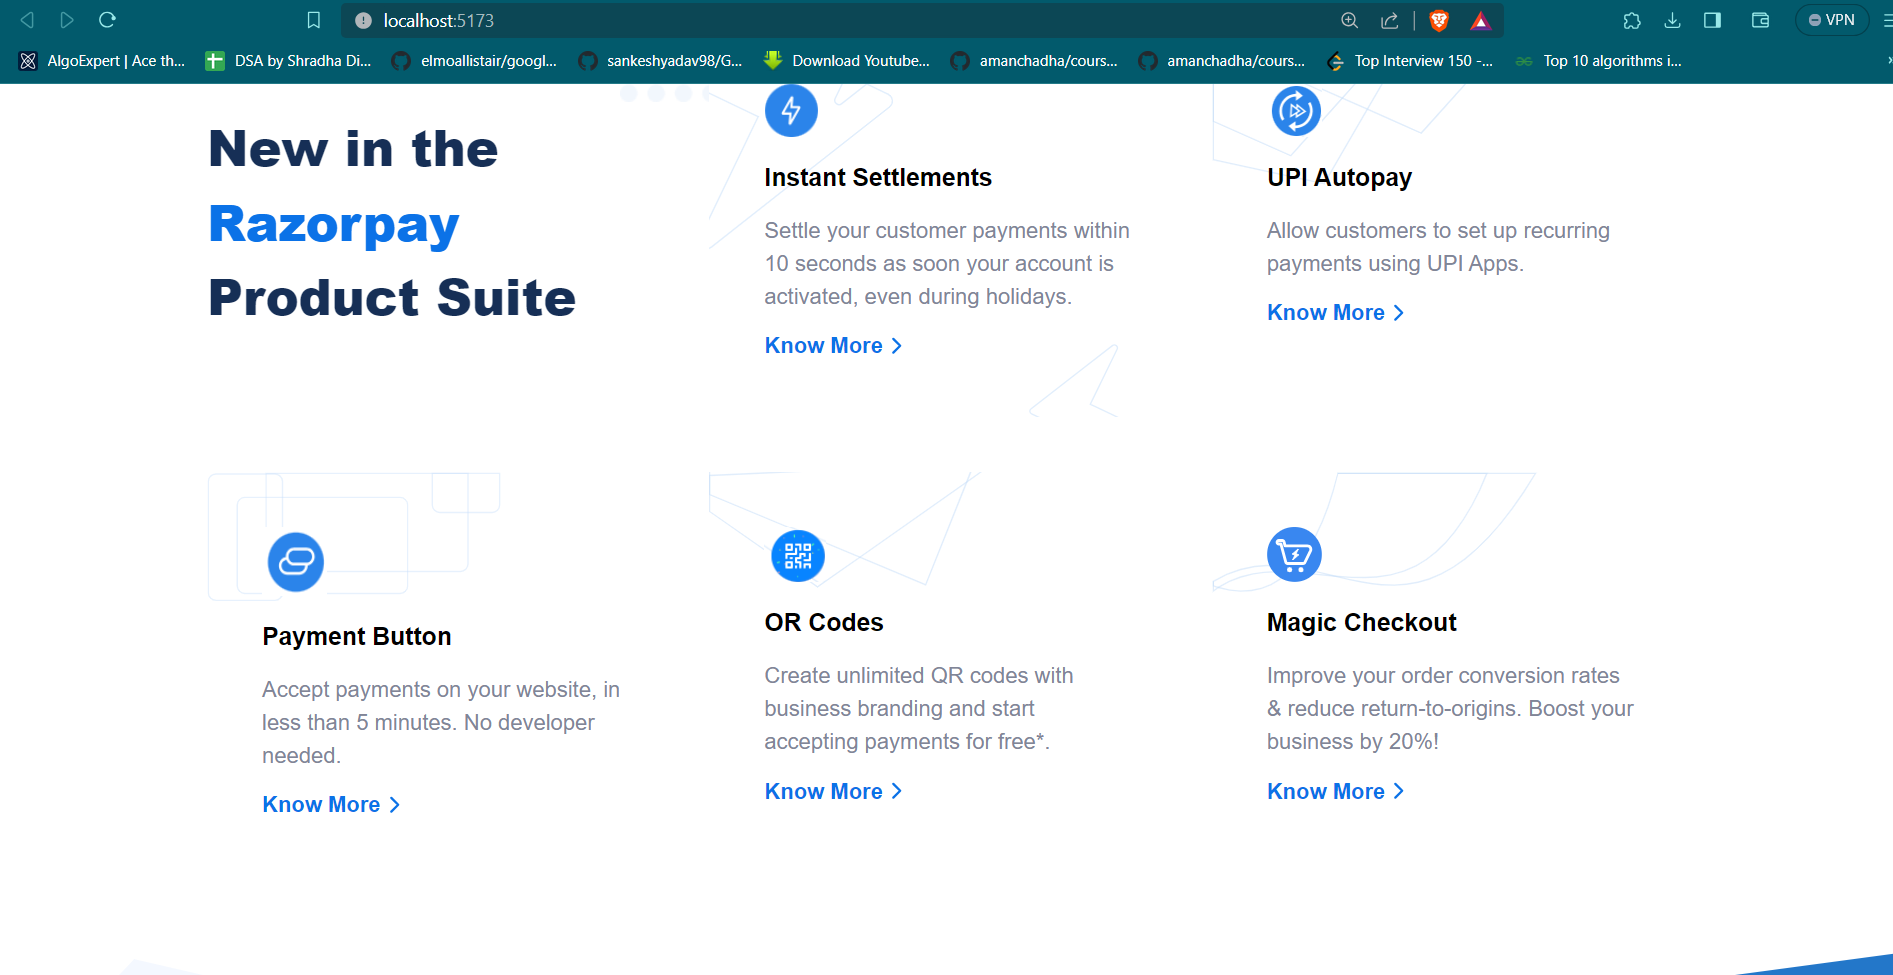 localhost:5173
VPN
AlgoExpert | Ace th...
DSA by Shradha Di...
elmoallistair/googl...
sankeshyadav98/G...
Download Youtube...
amanchadha/cours...
amanchadha/cours...
Top Interview 150 -...
Top 10 algorithms i...
New in the
Razorpay
Product Suite
Instant Settlements
Settle your customer payments within
10 seconds as soon your account is
activated, even during holidays.
Know More
UPI Autopay
Allow customers to set up recurring
payments using UPI Apps.
Know More
Payment Button
Accept payments on your website, in
less than 5 minutes. No developer
needed.
Know More
OR Codes
Create unlimited QR codes with
business branding and start
accepting payments for free*.
Know More
Magic Checkout
Improve your order conversion rates
& reduce return-to-origins. Boost your
business by 20%!
Know More